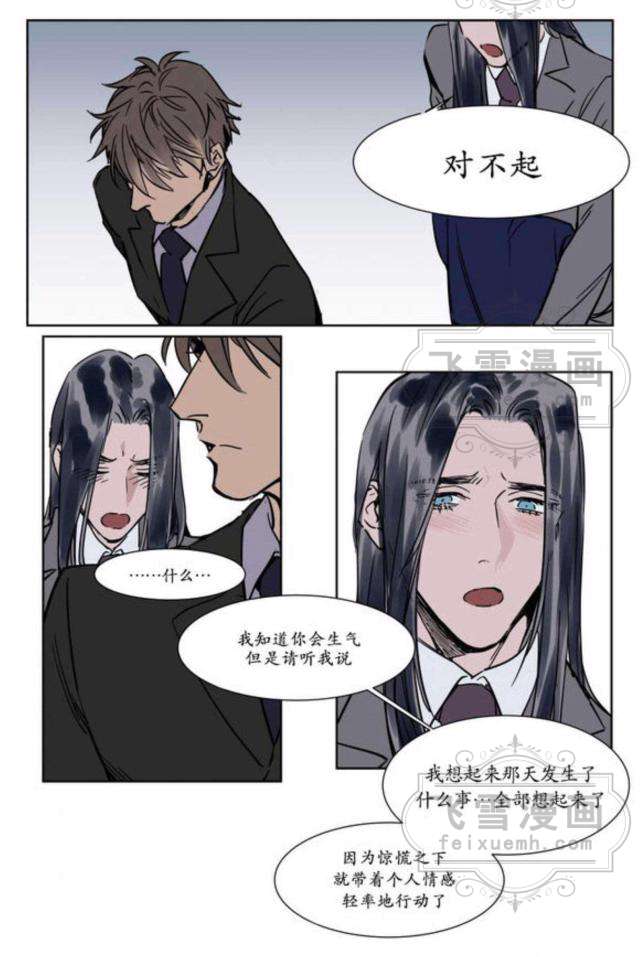 对不起
飞雪漫画
feixuemh.com
……什么…
我知道你会生气
但是请听我说
我想起来那天发生了
什么事…全部想起来了
飞雪漫画
feixuemh.com
因为惊慌之下
就带着个人情感
轻率地行动了